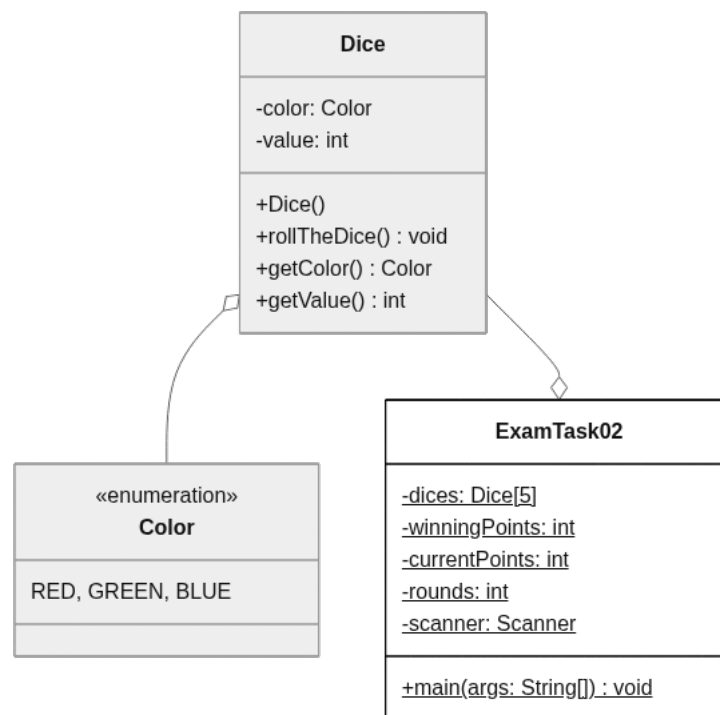 Dice
-color: Color
-value: int
+Dice()
+rollTheDice() : void
+getColor() : Color
+getValue() : int
«enumeration»
Color
RED, GREEN, BLUE
ExamTask02
-dices: Dice[5]
-winningPoints: int
-currentPoints: int
-rounds: int
-scanner: Scanner
+main(args: String[]) : void